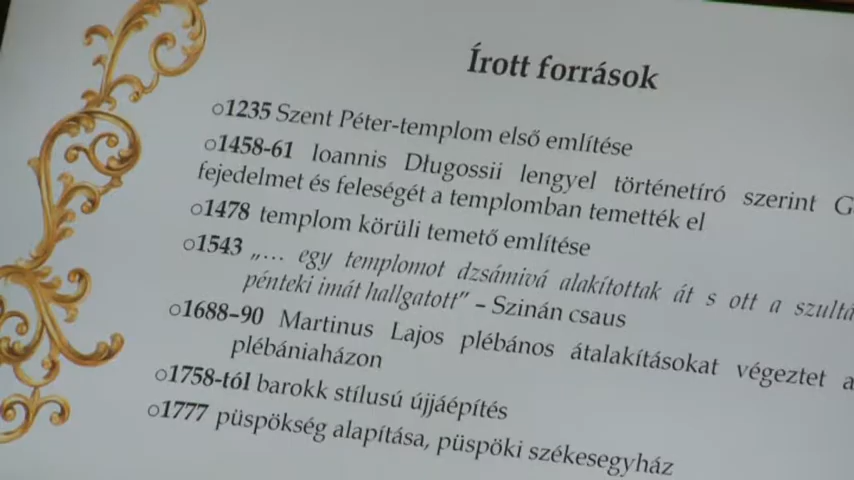 Írott források
○1235 Szent Péter-templom első említése
○1458-61 Ioannis Długossii lengyel történetíró szerint
fejedelmet és feleségét a templomban temették el
○1478 templom körüli temető említése
○1543 „… egy templomot dzsámivá alakítottak át s ott a
pénteki imát hallgatott” – Szinán csaus
○1688–90 Martinus Lajos plébános átalakításokat végeztet
plébániaházon
○1758-tól barokk stílusú újjáépítés
○1777 püspökség alapítása, püspöki székesegyház